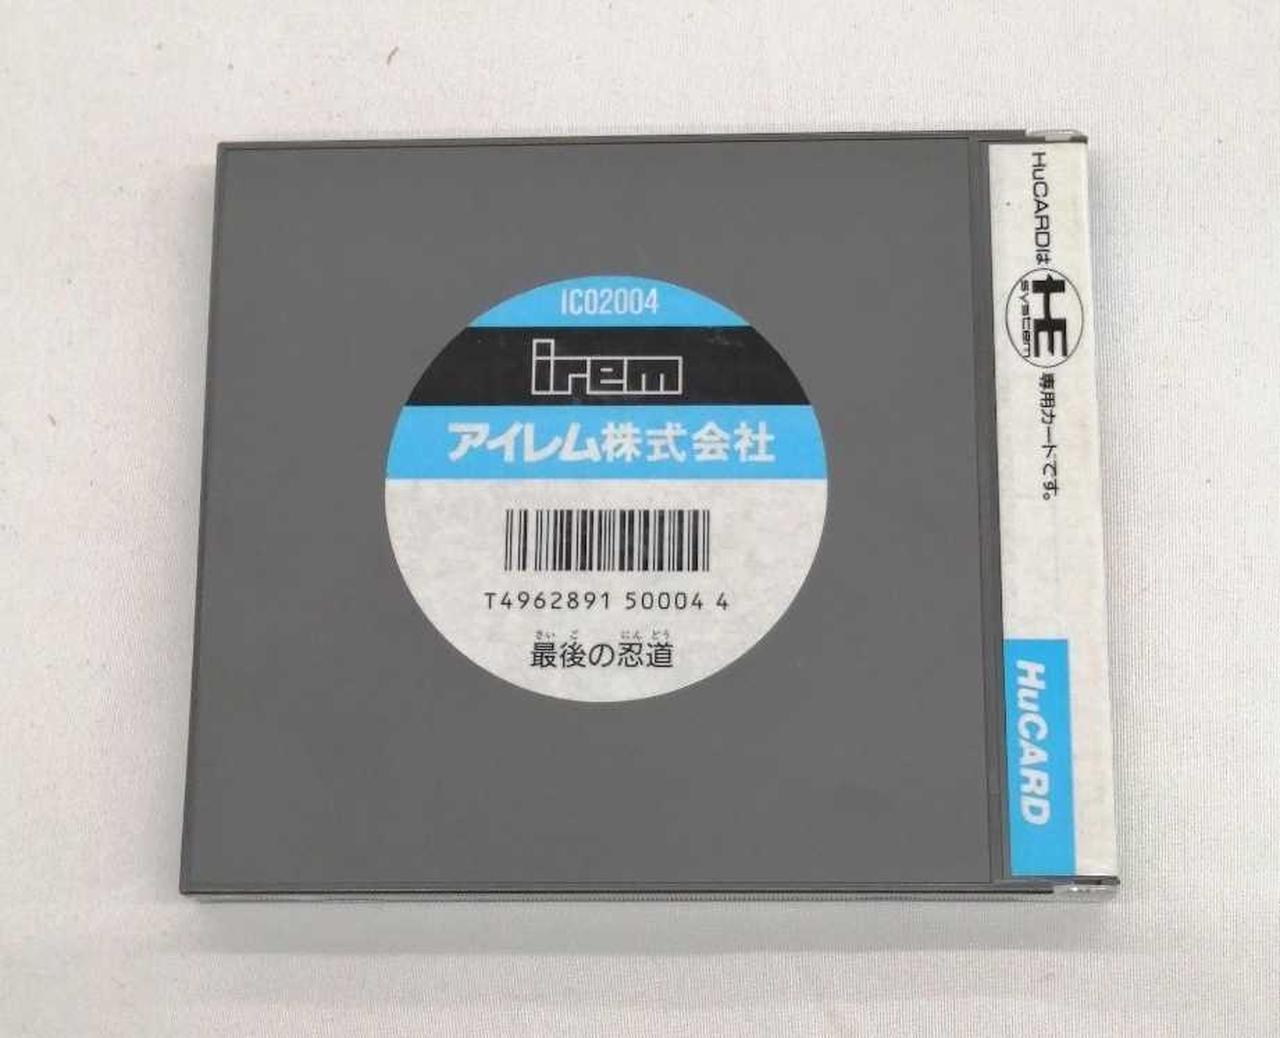 IC02004
irem
アイレム株式会社
T4962891 50004 4
さいご にんどう
最後の忍道
HuCARDは HE SYSTEM 専用カードです。
HuCARD